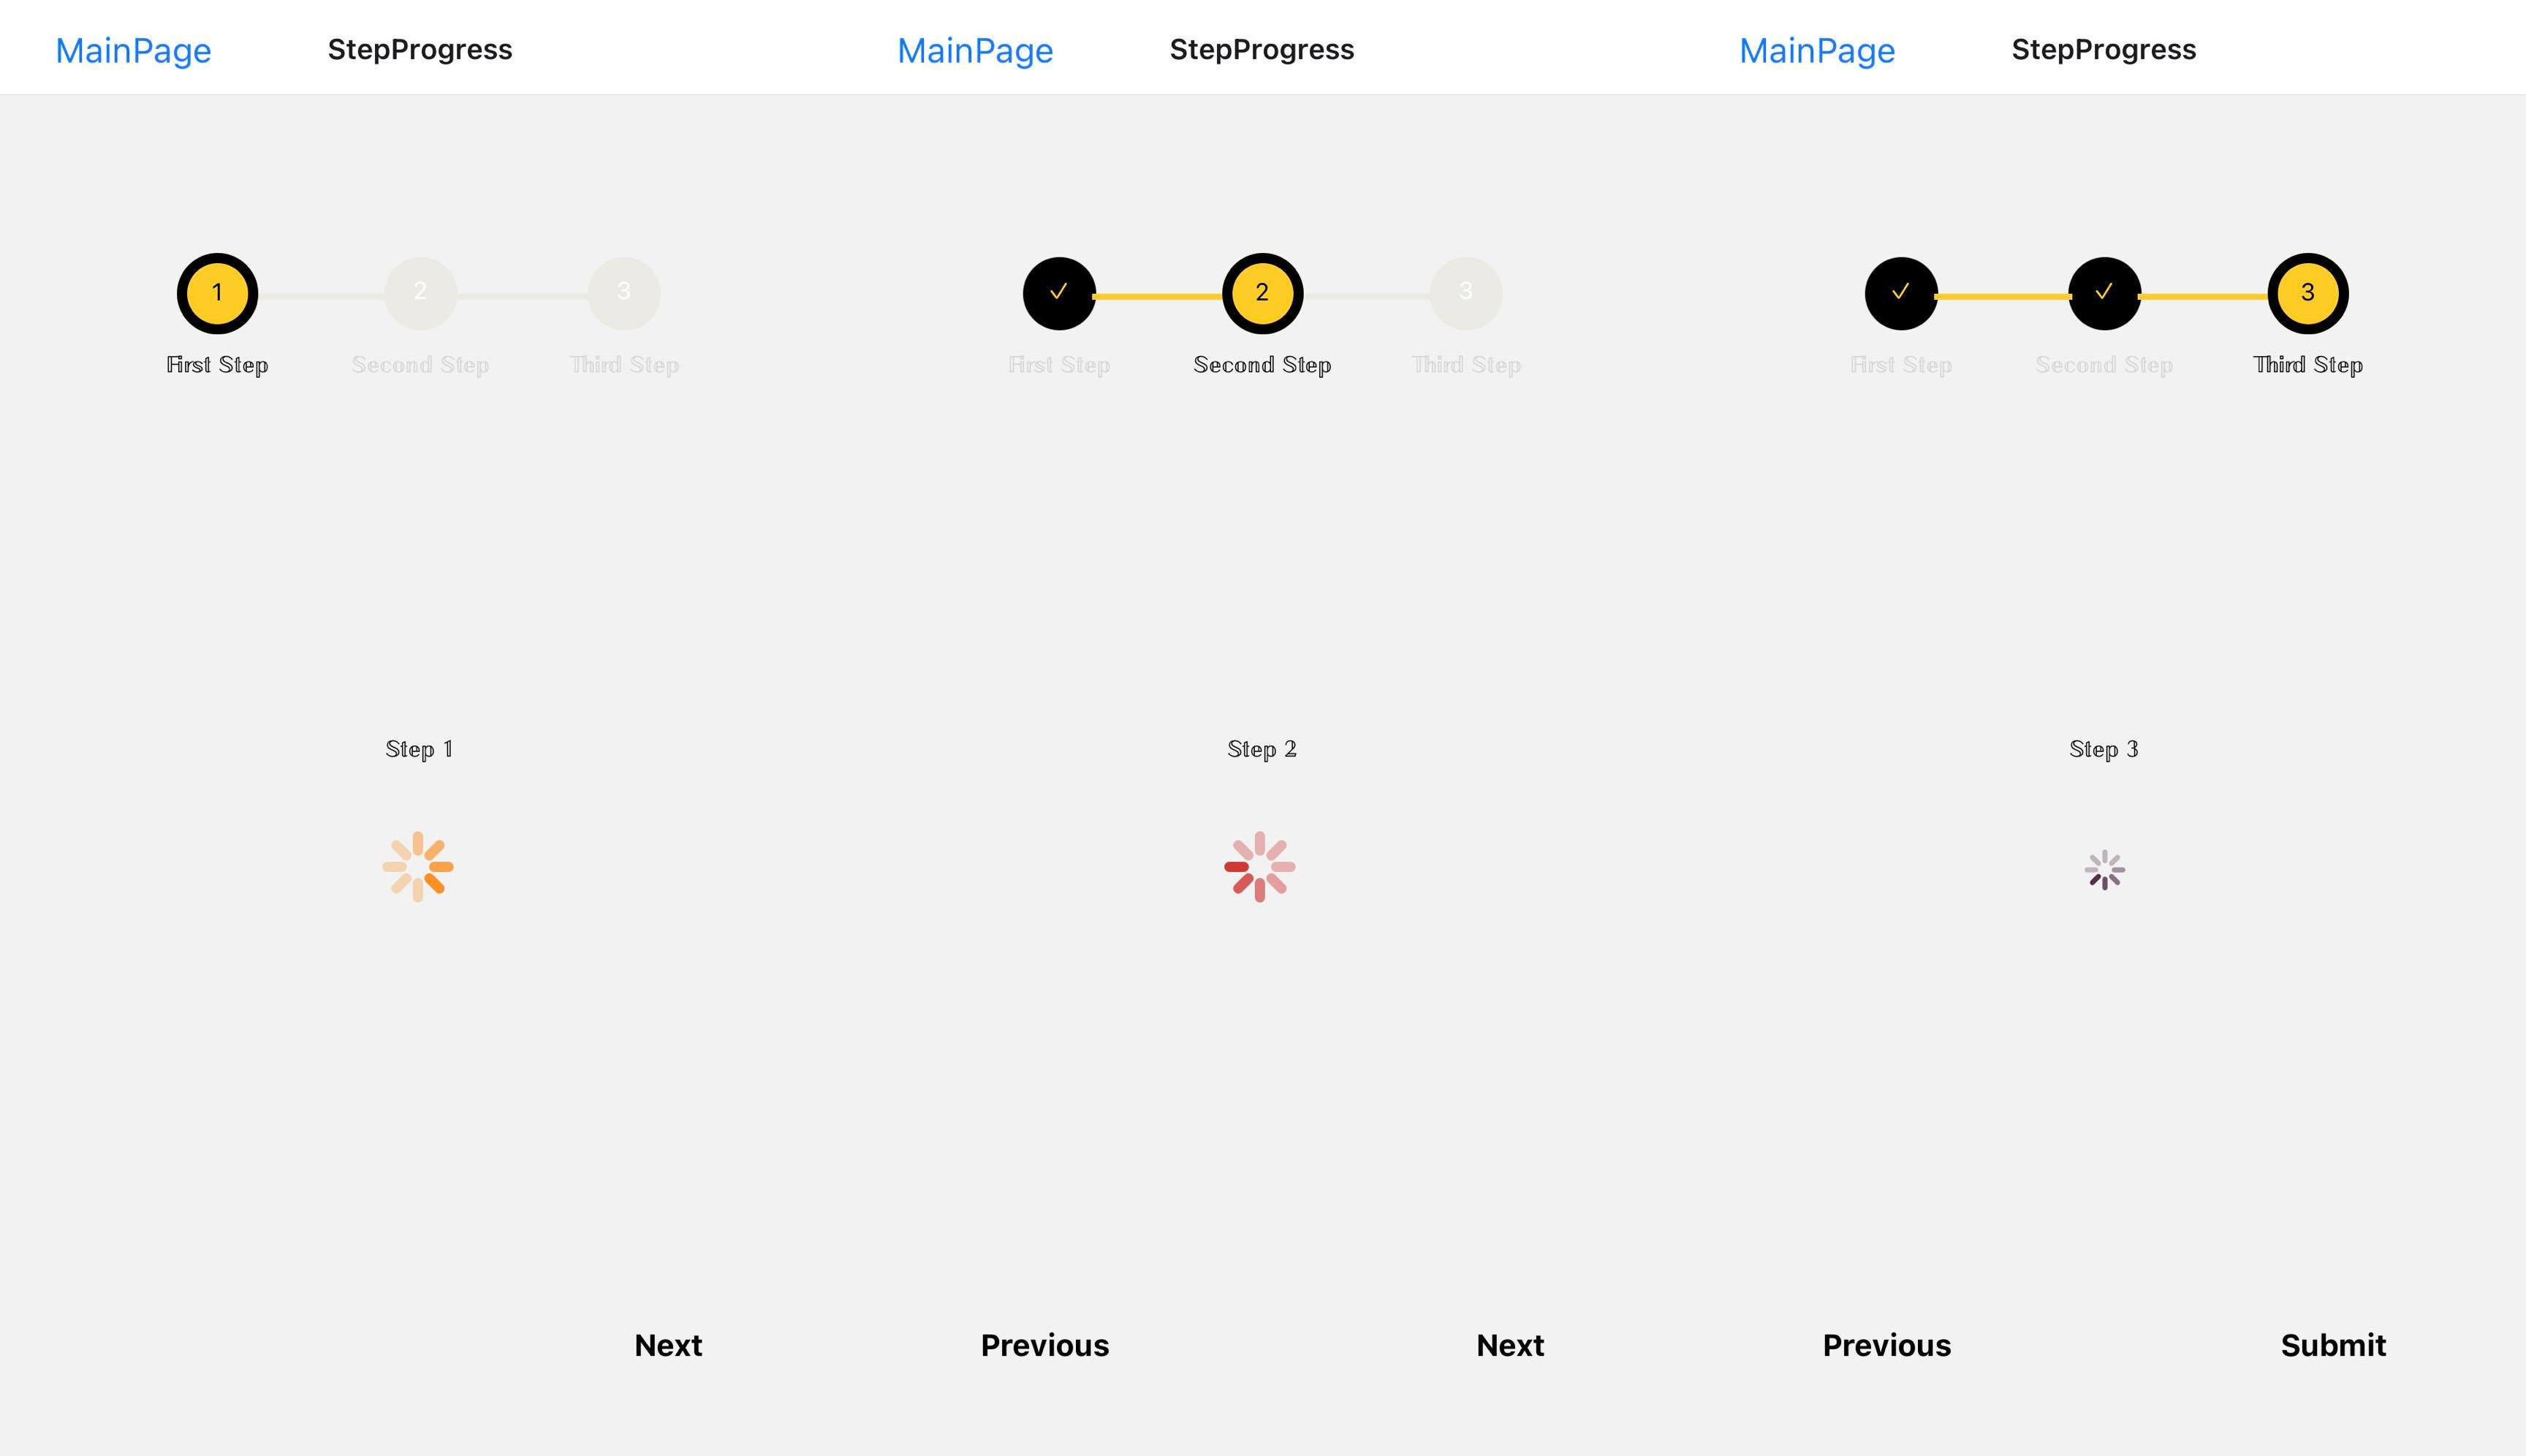 MainPage StepProgress
1 2 3
First Step Second Step Third Step
Step 1
Next
MainPage StepProgress
✓ 2 3
First Step Second Step Third Step
Step 2
Previous Next
MainPage StepProgress
✓ ✓ 3
First Step Second Step Third Step
Step 3
Previous Submit